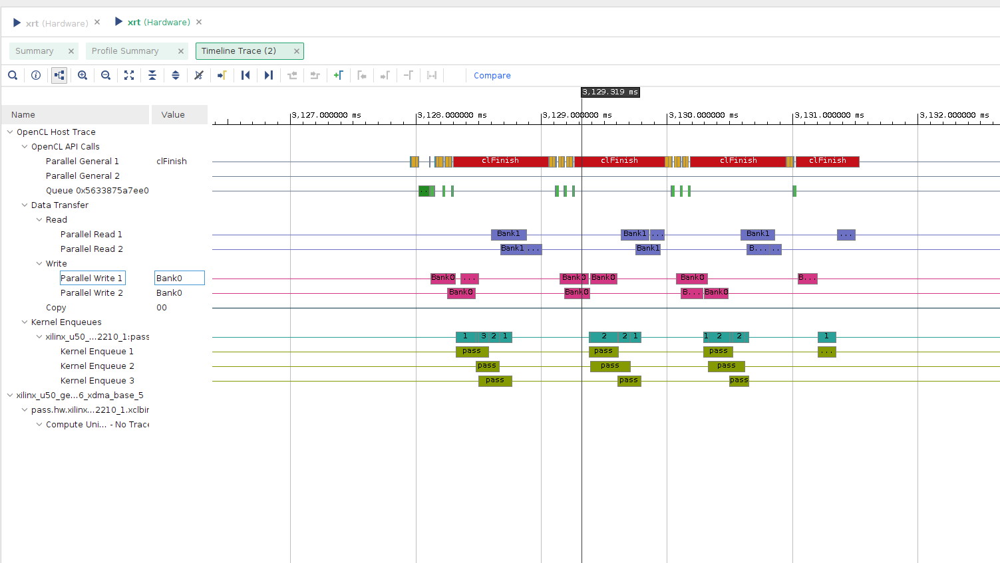 xrt (Hardware) xrt (Hardware)
Summary Profile Summary Timeline Trace (2)
Compare
3,129.319 ms
Name Value
3,127.000000 ms 3,128.000000 ms 3,129.000000 ms 3,130.000000 ms 3,131.000000 ms 3,132.000000 ms
OpenCL Host Trace
OpenCL API Calls
Parallel General 1 clFinish clFinish clFinish clFinish clFinish
Parallel General 2
Queue 0x5633875a7ee0 ..
Data Transfer
Read
Parallel Read 1 Bank1 Bank1 ... Bank1 ...
Parallel Read 2 Bank1 ... Bank1 B... ..
Write
Parallel Write 1 Bank0 Bank0 ... Bank0 Bank0 Bank0 B...
Parallel Write 2 Bank0 Bank0 Bank0 B... Bank0
Copy 00
Kernel Enqueues
xilinx_u50_...2210_1:pass 1 3 2 1 2 2 1 1 2 2 1
Kernel Enqueue 1 pass pass pass ...
Kernel Enqueue 2 pass pass pass
Kernel Enqueue 3 pass pass pass
xilinx_u50_ge...6_xdma_base_5
pass.hw.xilinx...2210_1.xclbin
Compute Uni... - No Trace